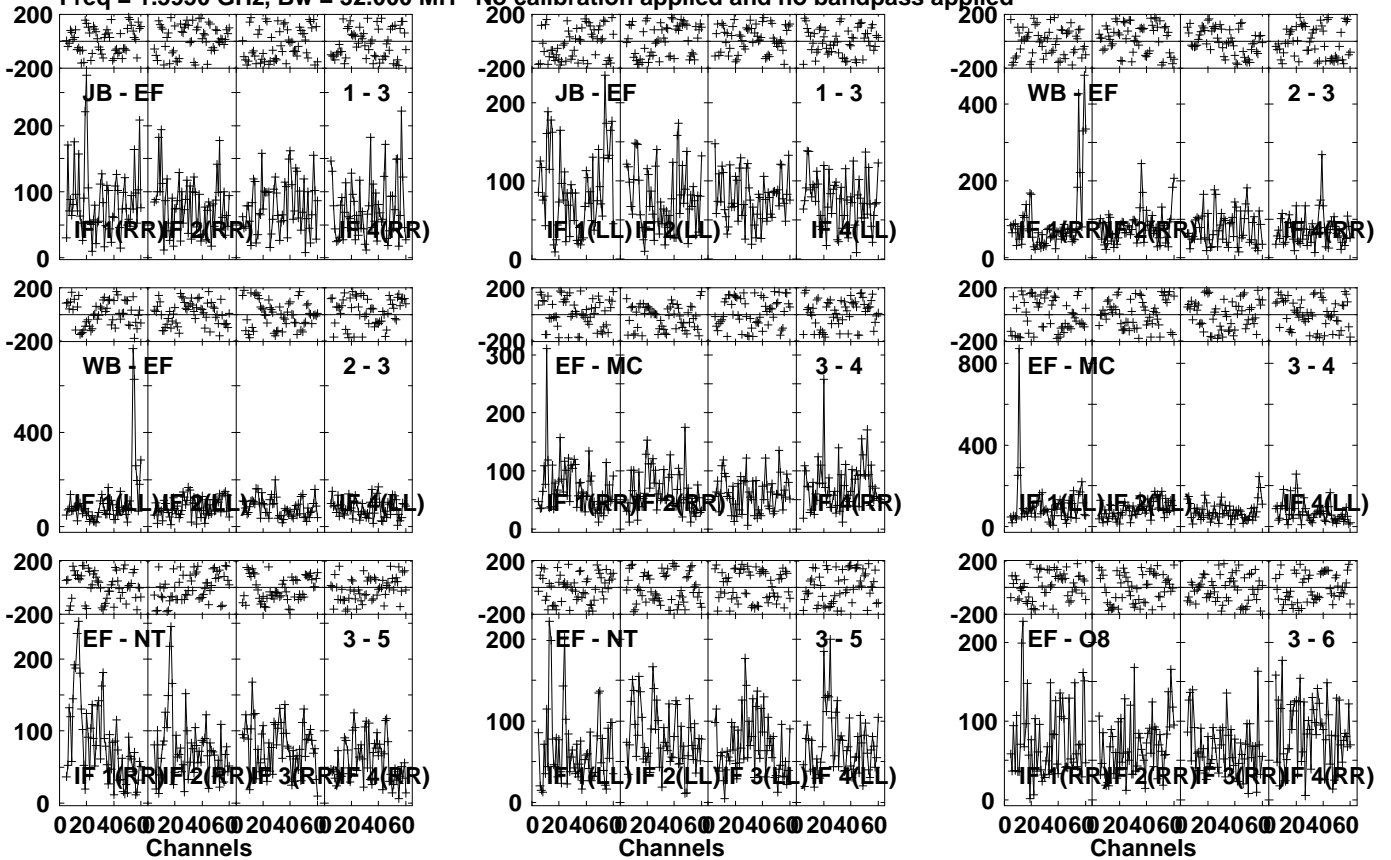 calibration applied and no bandpass applied
200
-200
200
100
0
JB - EF 1 - 3
IF 1(RR) IF 2(RR) IF 4(RR)
200
-200
200
100
0
JB - EF 1 - 3
IF 1(LL) IF 2(LL) IF 4(LL)
200
-200
400
200
0
WB - EF 2 - 3
IF 1(RR) IF 2(RR) IF 4(RR)
200
-200
400
0
WB - EF 2 - 3
IF 1(LL) IF 2(LL) IF 4(LL)
200
-200
300
200
100
0
EF - MC 3 - 4
IF 1(RR) IF 2(RR) IF 4(RR)
200
-200
800
400
0
EF - MC 3 - 4
IF 1(LL) IF 2(LL) IF 4(LL)
200
-200
200
100
0
EF - NT 3 - 5
IF 1(RR) IF 2(RR) IF 3(RR) IF 4(RR)
0 20 40 60 0 20 40 60 0 20 40 60 0 20 40 60
Channels
200
-200
200
100
0
EF - NT 3 - 5
IF 1(LL) IF 2(LL) IF 3(LL) IF 4(LL)
0 20 40 60 0 20 40 60 0 20 40 60 0 20 40 60
Channels
200
-200
200
100
0
EF - O8 3 - 6
IF 1(RR) IF 2(RR) IF 3(RR) IF 4(RR)
0 20 40 60 0 20 40 60 0 20 40 60 0 20 40 60
Channels